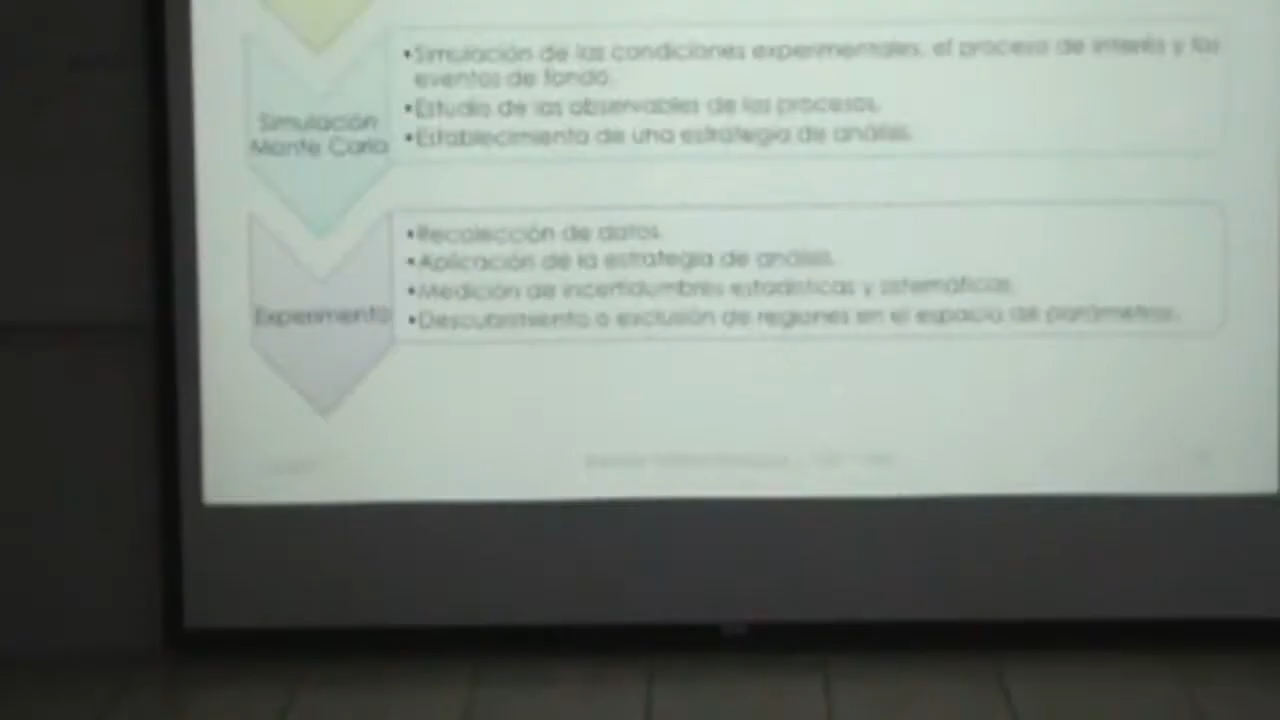 •Simulación de las condiciones experimentales, el proceso de interés y los
eventos de fondo.
•Estudio de los observables de los procesos.
•Establecimiento de una estrategia de análisis.
Simulación
Monte Carlo
•Recolección de datos.
•Aplicación de la estrategia de análisis.
•Medición de incertidumbres estadísticas y sistemáticas.
•Descubrimiento o exclusión de regiones en el espacio de parámetros.
Experimento